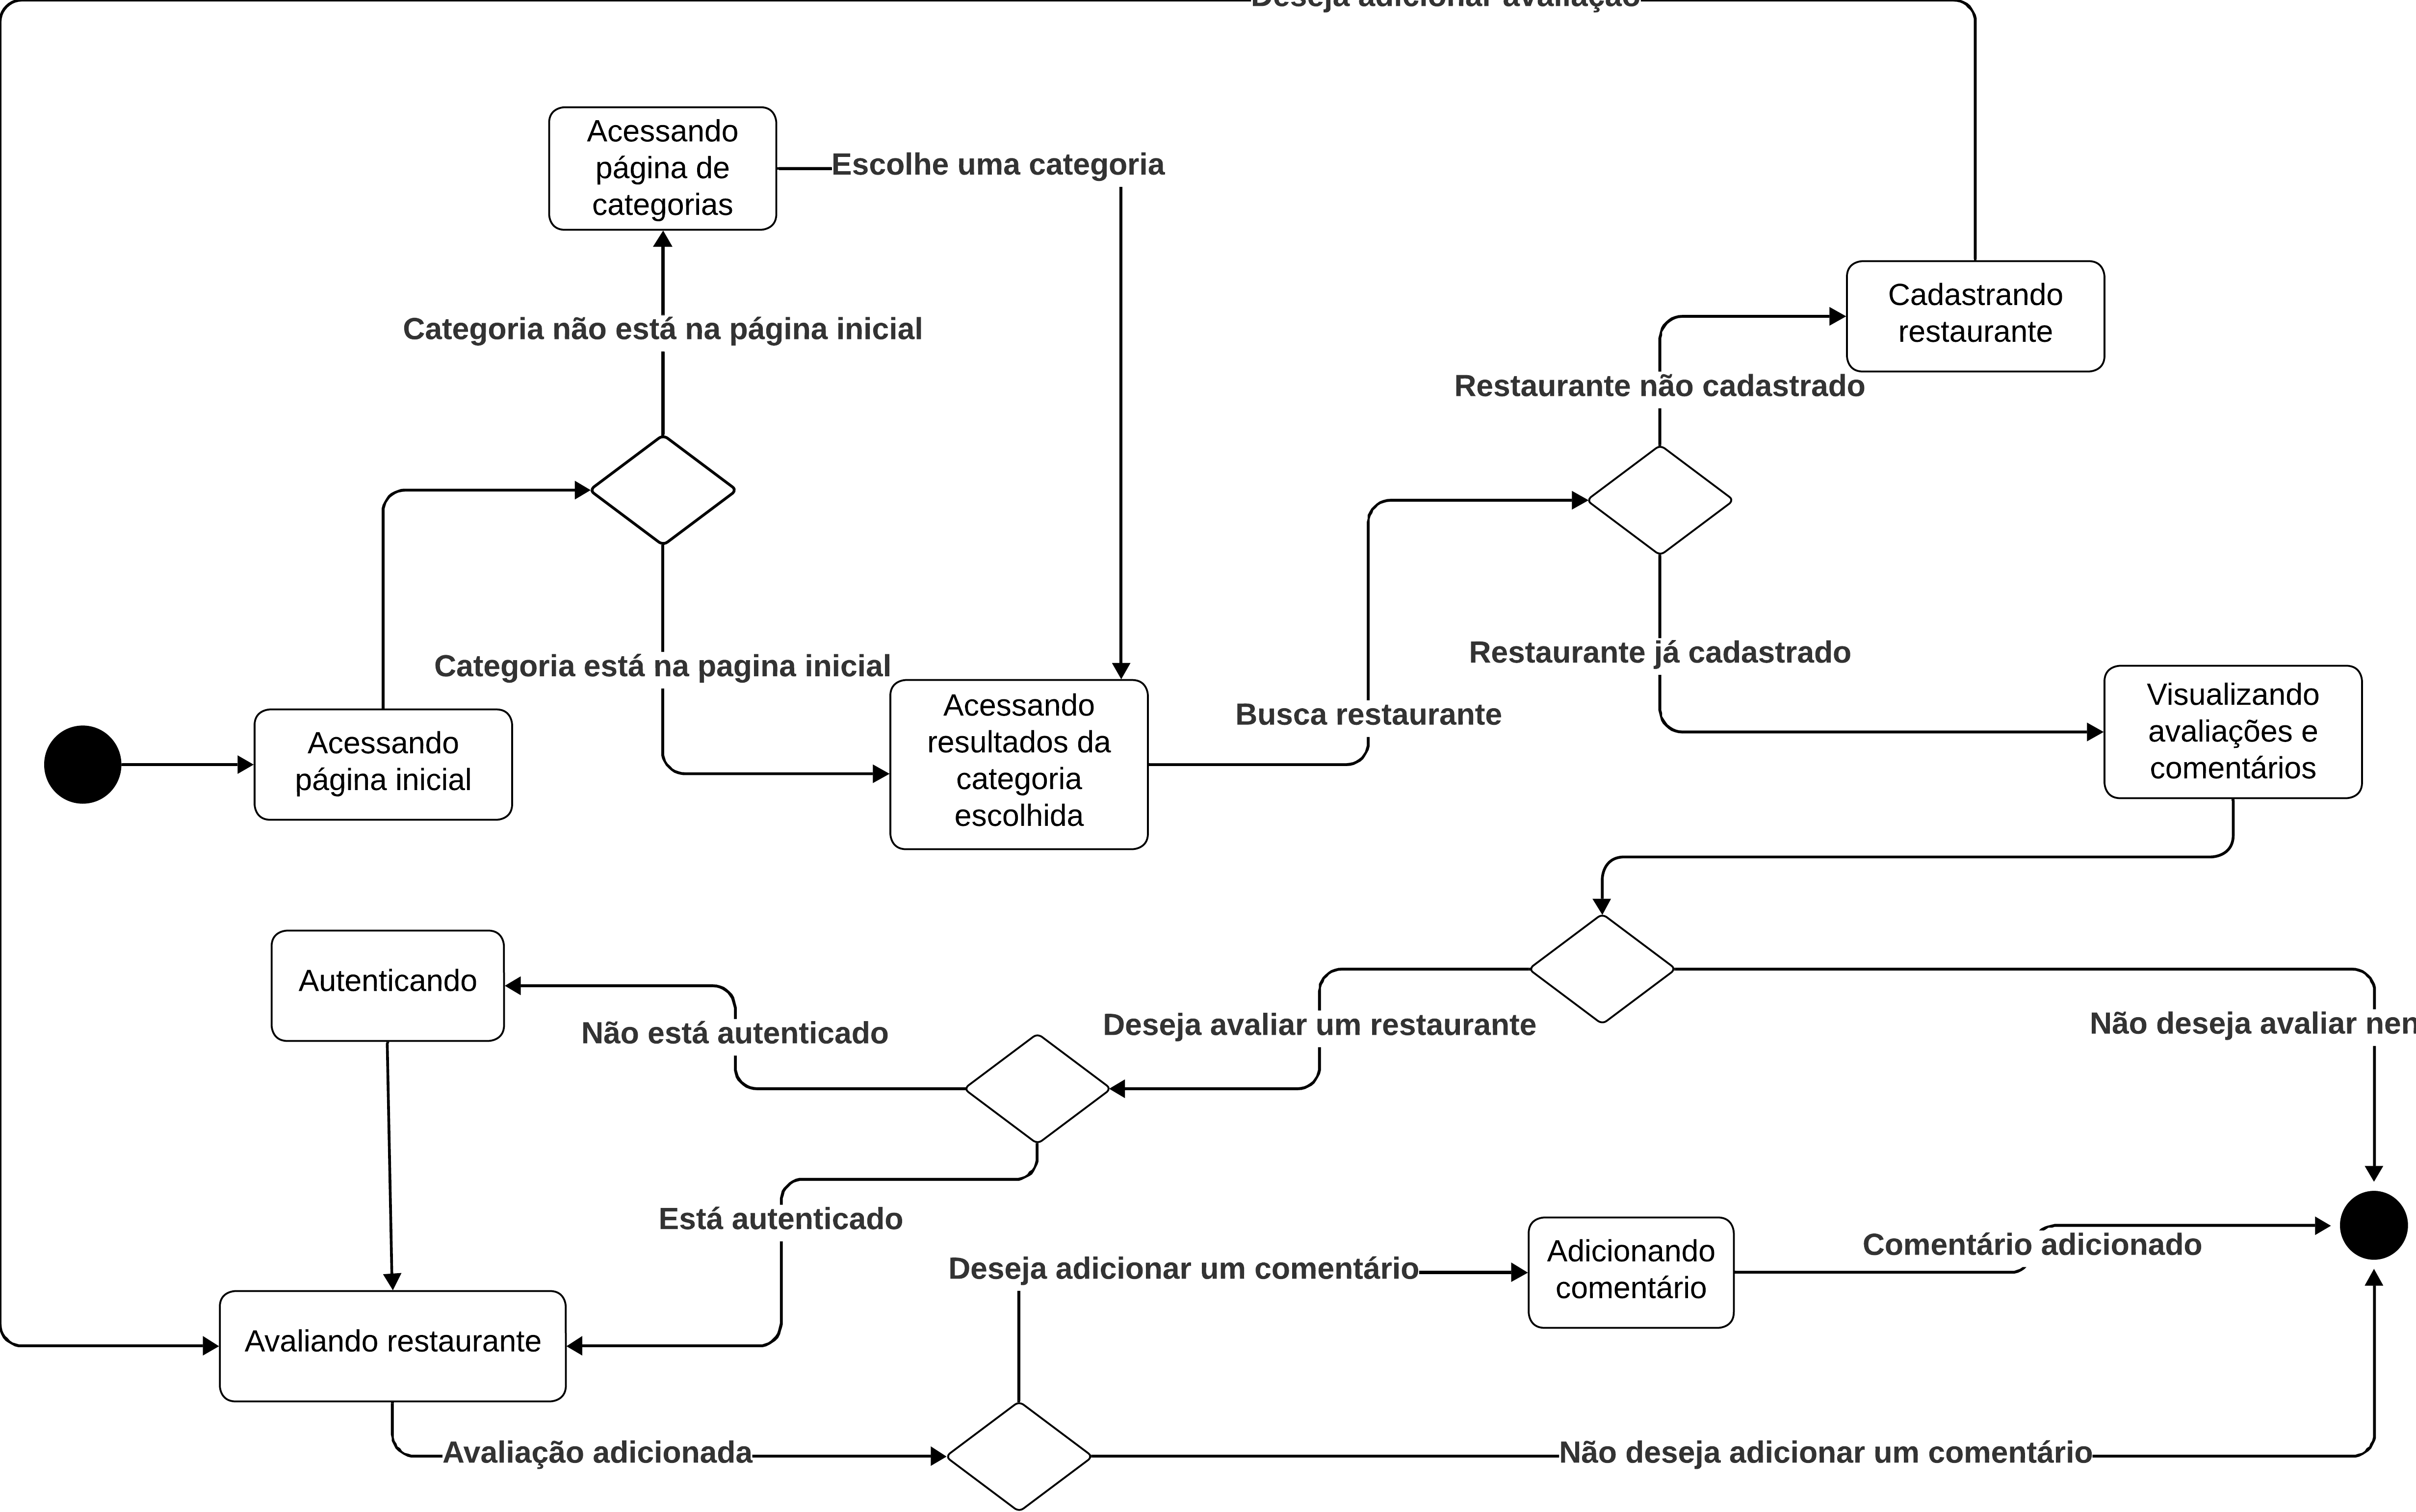 Deseja adicionar avaliação
Acessando
página de
categorias
Escolhe uma categoria
Categoria não está na página inicial
Cadastrando
restaurante
Restaurante não cadastrado
Categoria está na pagina inicial
Restaurante já cadastrado
Acessando
página inicial
Acessando
resultados da
categoria
escolhida
Busca restaurante
Visualizando
avaliações e
comentários
Autenticando
Não está autenticado
Deseja avaliar um restaurante
Não deseja avaliar
Está autenticado
Deseja adicionar um comentário
Adicionando
comentário
Comentário adicionado
Avaliando restaurante
Avaliação adicionada
Não deseja adicionar um comentário